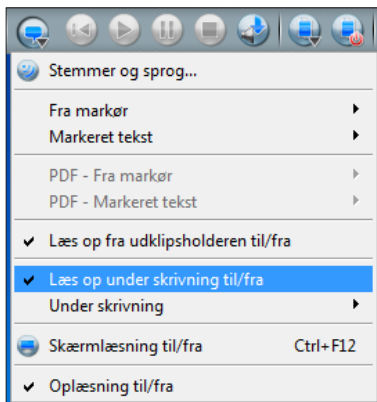 Stemmer og sprog...
Fra markør
Markeret tekst
PDF - Fra markør
PDF - Markeret tekst
Læs op fra udklipsholderen til/fra
Læs op under skrivning til/fra
Under skrivning
Skærmlæsning til/fra Ctrl+F12
Oplæsning til/fra